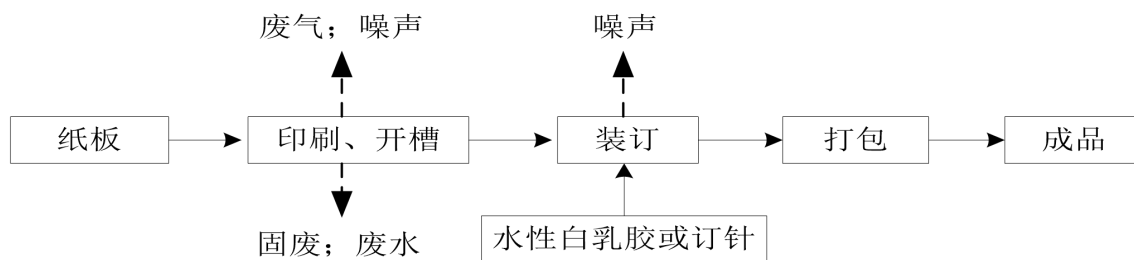 废气；噪声
噪声
纸板
印刷、开槽
装订
打包
成品
固废；废水
水性白乳胶或订针